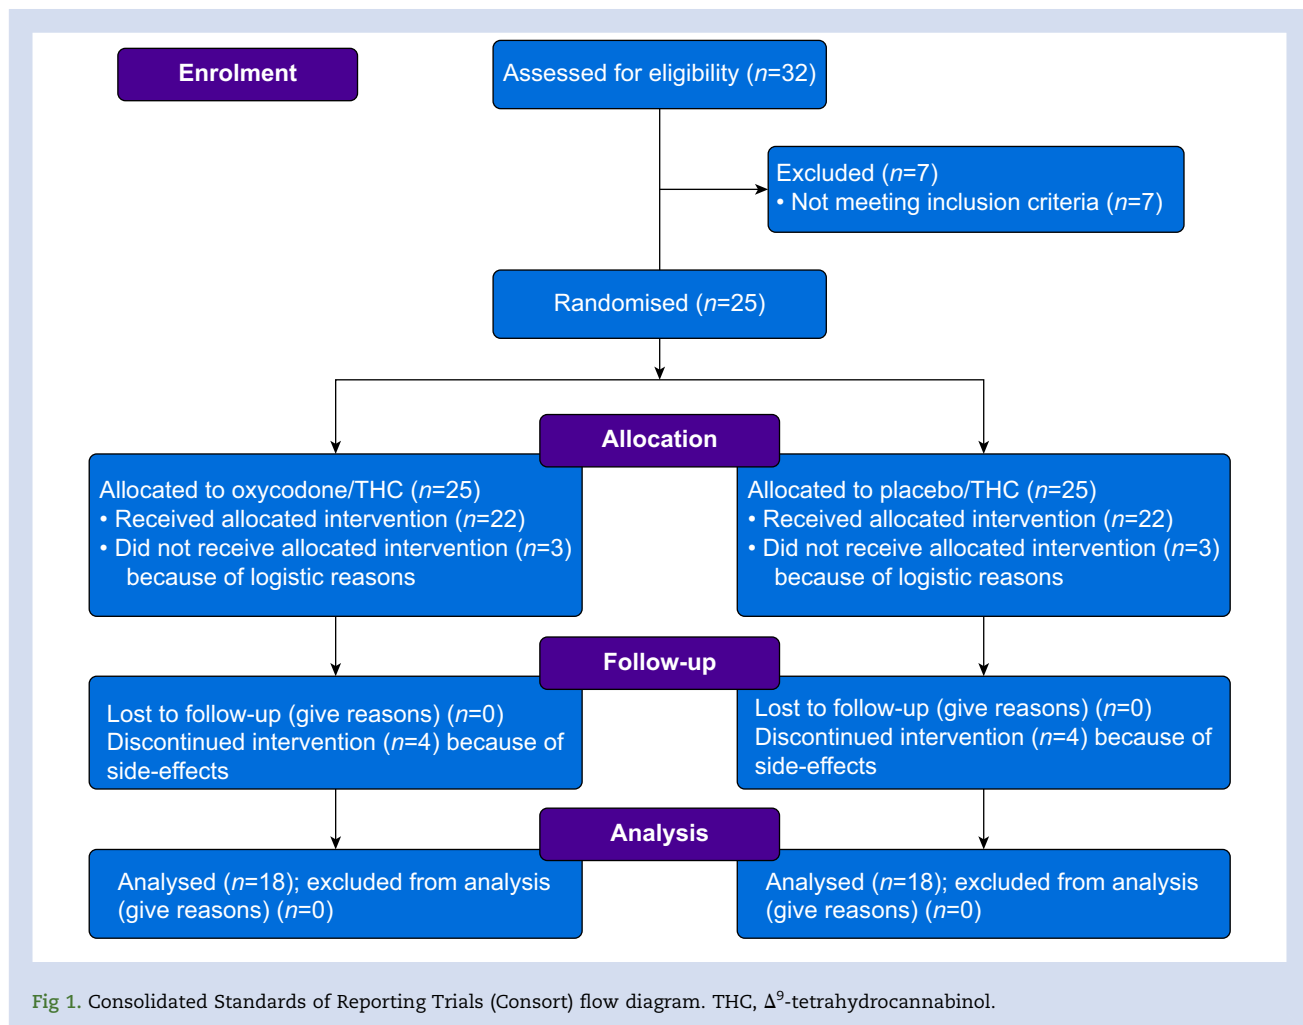 Enrolment
Assessed for eligibility (n=32)
Excluded (n=7)
• Not meeting inclusion criteria (n=7)
Randomised (n=25)
Allocation
Allocated to oxycodone/THC (n=25)
• Received allocated intervention (n=22)
• Did not receive allocated intervention (n=3)
because of logistic reasons
Allocated to placebo/THC (n=25)
• Received allocated intervention (n=22)
• Did not receive allocated intervention (n=3)
because of logistic reasons
Follow-up
Lost to follow-up (give reasons) (n=0)
Discontinued intervention (n=4) because of
side-effects
Lost to follow-up (give reasons) (n=0)
Discontinued intervention (n=4) because of
side-effects
Analysis
Analysed (n=18); excluded from analysis
(give reasons) (n=0)
Analysed (n=18); excluded from analysis
(give reasons) (n=0)
Fig 1. Consolidated Standards of Reporting Trials (Consort) flow diagram. THC, Δ⁹-tetrahydrocannabinol.